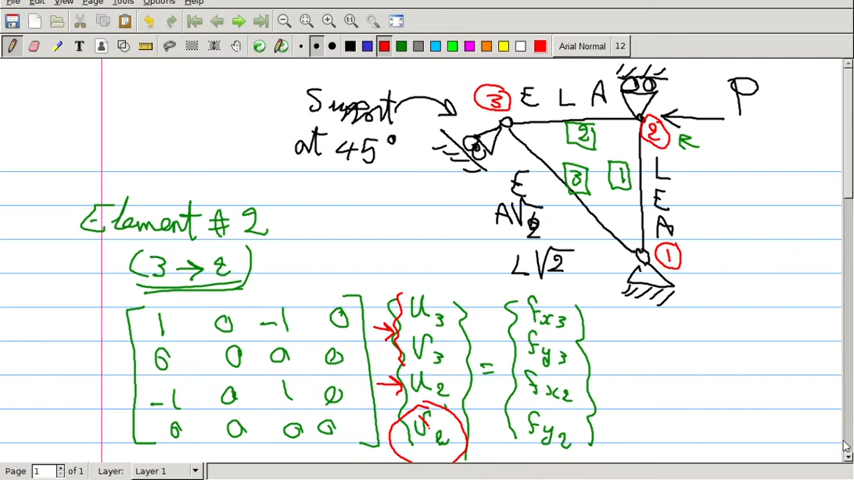 File Edit View Journal Tools Options Help
Arial Normal 12
Support
at 45°
3 E L A
P
2
2
3 1
L
E
A
E
L√2
1
Element # 2
(3 → 2)
1 0 -1 0 U3 = fx3
0 0 0 0 V3 fy3
-1 0 1 0 U2 fx2
0 0 0 0 V2 fy2
Page 1 of 1 Layer: Layer 1